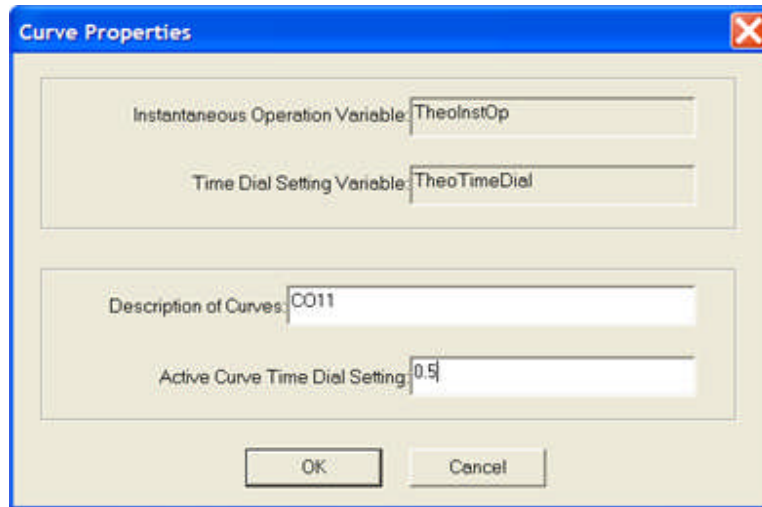 Curve Properties
Instantaneous Operation Variable: TheoInstOp
Time Dial Setting Variable: TheoTimeDial
Description of Curves: CO11
Active Curve Time Dial Setting: 0.5
OK Cancel